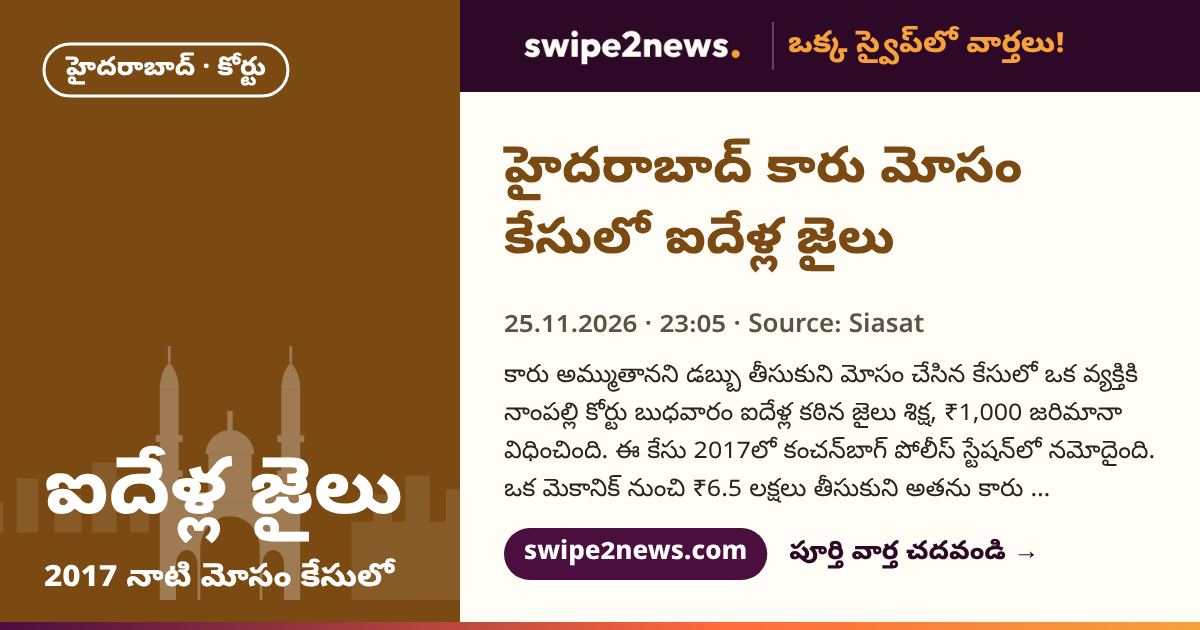 హైదరాబాద్ · కోర్టు
ఐదేళ్ల జైలు
2017 నాటి మోసం కేసులో
swipe2news.
ఒక్క స్వైప్‌లో వార్తలు!
హైదరాబాద్ కారు మోసం
కేసులో ఐదేళ్ల జైలు
25.11.2026 · 23:05 · Source: Siasat
కారు అమ్ముతానని డబ్బు తీసుకుని మోసం చేసిన కేసులో ఒక వ్యక్తికి
నాంపల్లి కోర్టు బుధవారం ఐదేళ్ల కఠిన జైలు శిక్ష, ₹1,000 జరిమానా
విధించింది. ఈ కేసు 2017లో కంచన్‌బాగ్ పోలీస్ స్టేషన్‌లో నమోదైంది.
ఒక మెకానిక్ నుంచి ₹6.5 లక్షలు తీసుకుని అతను కారు ...
swipe2news.com
పూర్తి వార్త చదవండి →